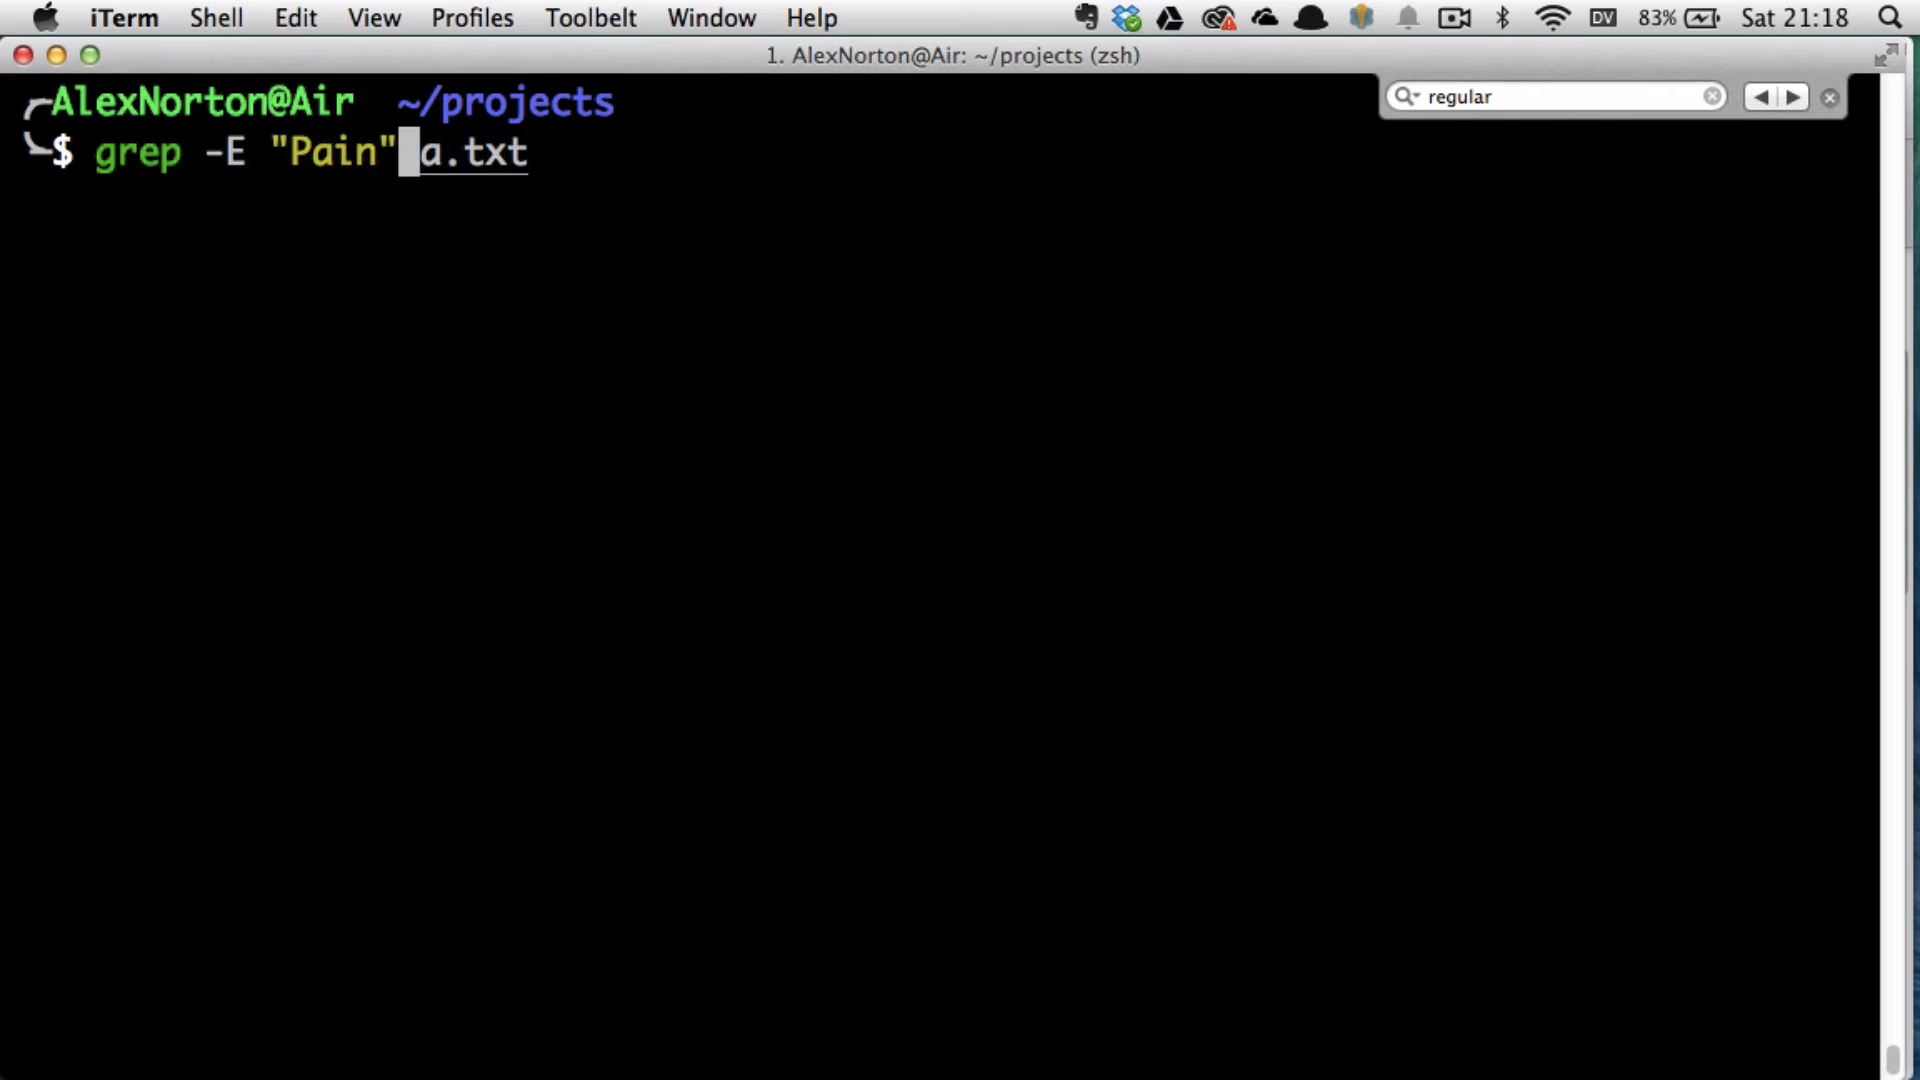 iTerm Shell Edit View Profiles Toolbelt Window Help DV 83% Sat 21:18
1. AlexNorton@Air: ~/projects (zsh)
regular
AlexNorton@Air ~/projects
$ grep -E "Pain" a.txt